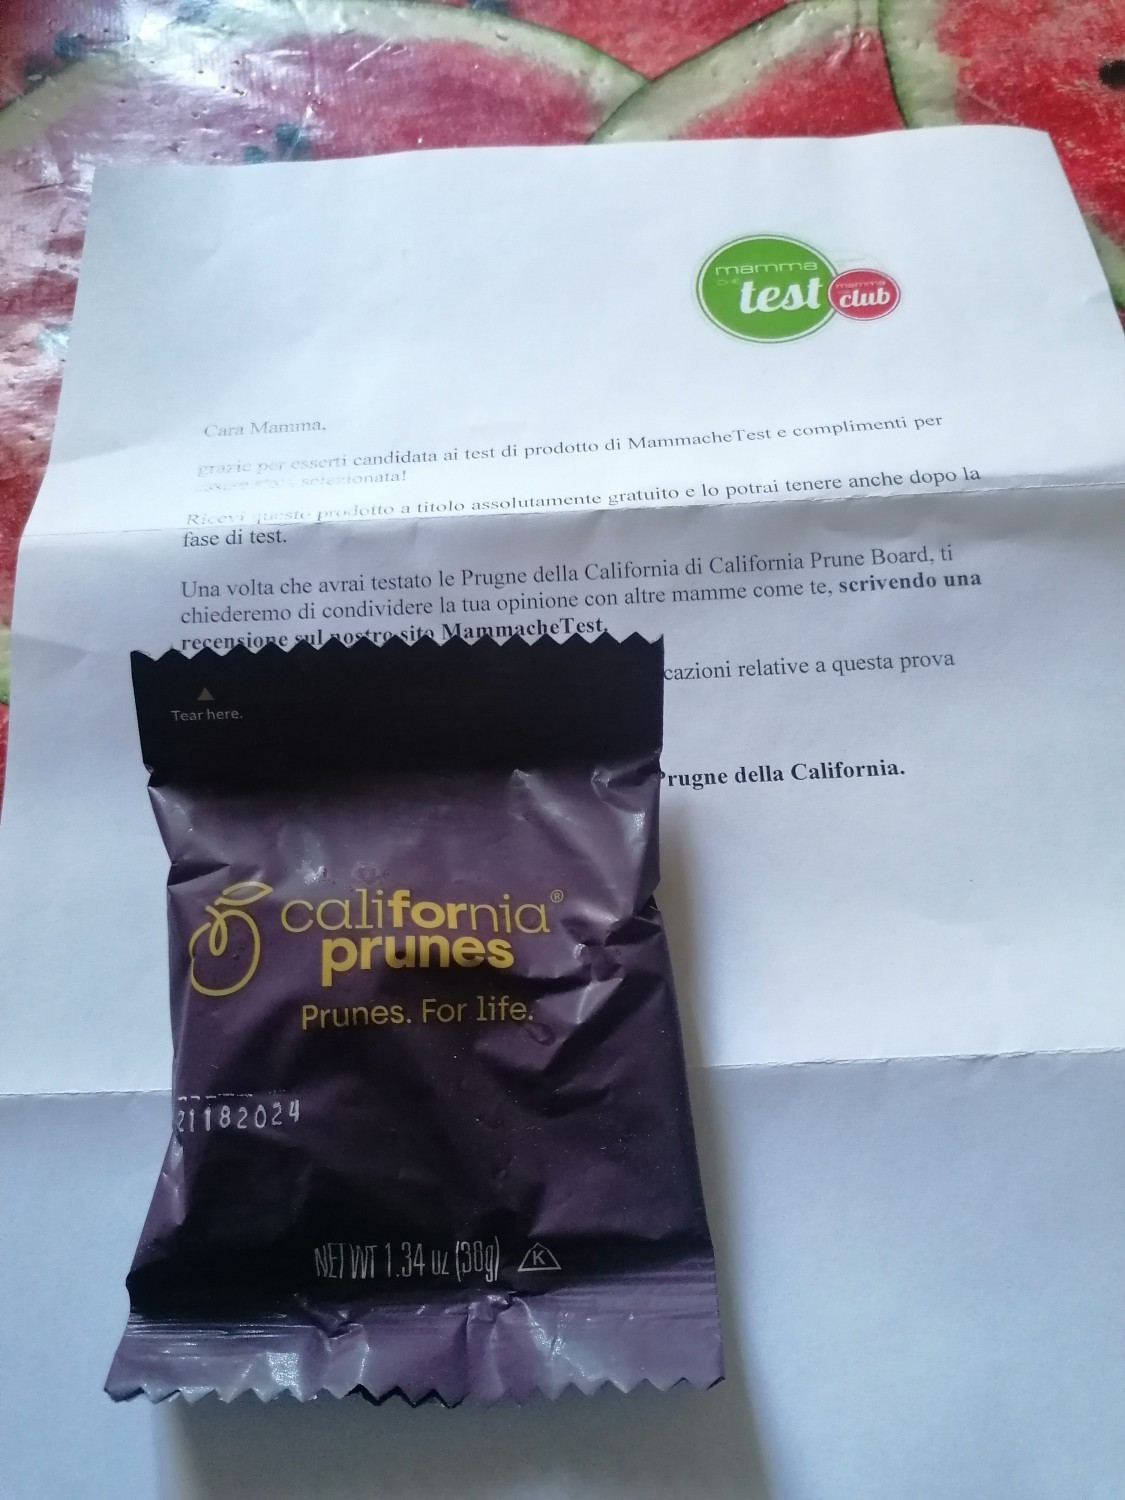 mamma
CHE
test
mamma
club
Cara Mamma,
grazie per esserti candidata ai test di prodotto di MammacheTest e complimenti per
selezionata!
Ricevi questo prodotto a titolo assolutamente gratuito e lo potrai tenere anche dopo la
fase di test.
Una volta che avrai testato le Prugne della California di California Prune Board, ti
chiederemo di condividere la tua opinione con altre mamme come te, scrivendo una
recensione sul nostro sito MammacheTest.
cazioni relative a questa prova
rugne della California.
Tear here.
california®
prunes
Prunes. For life.
21182024
NET WT 1.34 oz (38g) K